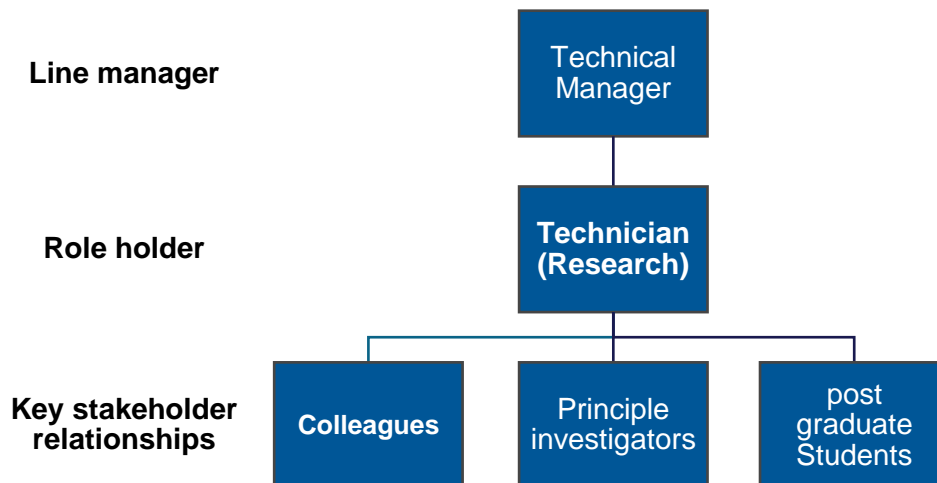 Line manager
Technical
Manager
Role holder
Technician
(Research)
Key stakeholder
relationships
Colleagues
Principle
investigators
post
graduate
Students